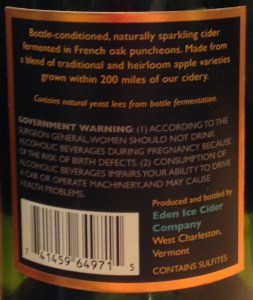 Bottle-conditioned, naturally sparkling cider
fermented in French oak puncheons. Made from
a blend of traditional and heirloom apple varieties
grown within 200 miles of our cidery.
Contains natural yeast lees from bottle fermentation.
GOVERNMENT WARNING: (1) ACCORDING TO THE
SURGEON GENERAL, WOMEN SHOULD NOT DRINK
ALCOHOLIC BEVERAGES DURING PREGNANCY BECAUSE
OF THE RISK OF BIRTH DEFECTS. (2) CONSUMPTION OF
ALCOHOLIC BEVERAGES IMPAIRS YOUR ABILITY TO DRIVE
A CAR OR OPERATE MACHINERY, AND MAY CAUSE
HEALTH PROBLEMS.
Produced and bottled by
Eden Ice Cider
Company
West Charleston,
Vermont
CONTAINS SULFITES
7 41459 64971 5